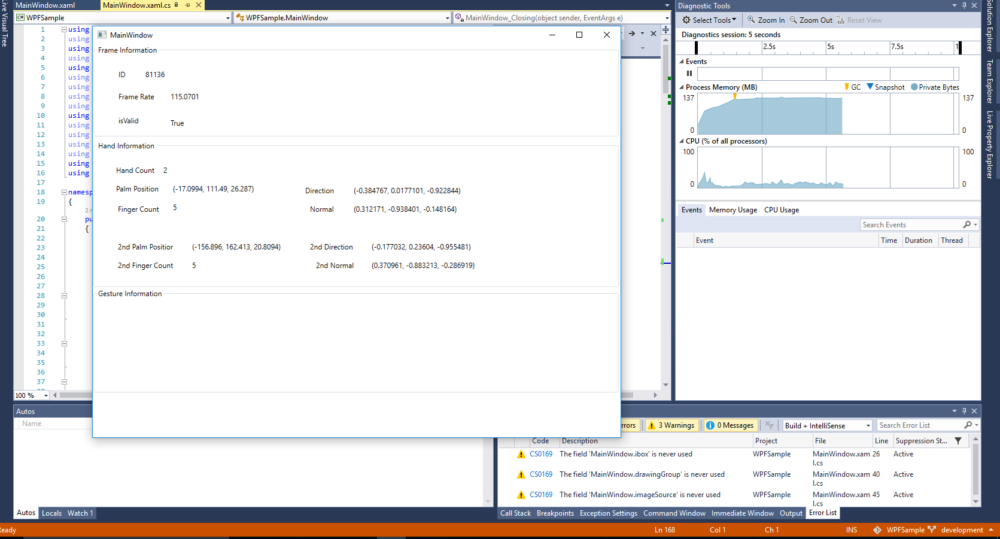 Live Visual Tree
MainWindow.xaml
MainWindow.xaml.cs
C# WPFSample
WPFSample.MainWindow
MainWindow_Closing(object sender, EventArgs e)
1 using
2 using
3 using
4 using
5 using
6 using
7 using
8 using
9 using
10 using
11 using
12 using
13 using
14 using
15 using
16 using
17
18 namesp
19 {
20 pu
21 {
22
23
24
25
26
27
28
29
30
31
32
33
34
35
36
37
100 %
MainWindow
Frame Information
ID 81136
Frame Rate 115.0701
isValid True
Hand Information
Hand Count 2
Palm Position (-17.0994, 111.49, 26.287) Direction (-0.384767, 0.0177101, -0.922844)
Finger Count 5 Normal (0.312171, -0.938401, -0.148164)
2nd Palm Positior (-156.896, 162.413, 20.8094) 2nd Direction (-0.177032, 0.23604, -0.955481)
2nd Finger Count 5 2nd Normal (0.370961, -0.883213, -0.286919)
Gesture Information
Diagnostic Tools
Select Tools Zoom In Zoom Out Reset View
Diagnostics session: 5 seconds
2.5s 5s 7.5s 1
Events
Process Memory (MB) GC Snapshot Private Bytes
137 137
0 0
CPU (% of all processors)
100 100
0 0
Events Memory Usage CPU Usage
Search Events
Event Time Duration Thread
Solution Explorer
Team Explorer
Live Property Explorer
Autos
Name
Autos Locals Watch 1
rrors 3 Warnings 0 Messages Build + IntelliSense Search Error List
Code Description Project File Line Suppression St...
CS0169 The field 'MainWindow.ibox' is never used WPFSample MainWindow.xam 26 Active
l.cs
CS0169 The field 'MainWindow.drawingGroup' is never used WPFSample MainWindow.xam 40 Active
l.cs
CS0169 The field 'MainWindow.imageSource' is never used WPFSample MainWindow.xam 45 Active
l.cs
Call Stack Breakpoints Exception Settings Command Window Immediate Window Output Error List
Ready Ln 168 Col 1 Ch 1 INS WPFSample development